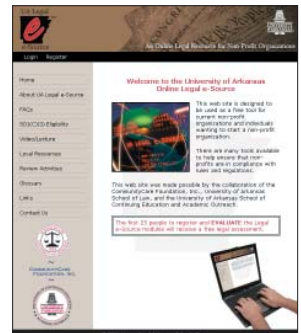 UA Legal
e-Source
An Online Legal Resource for Non-Profit Organizations
Login Register
Home
About UA Legal e-Source
FAQs
501(C)(3) Eligibility
Video/Lecture
Local Resources
Review Activities
Glossary
Links
Contact Us
COMMUNITYCARE
FOUNDATION, INC.
Welcome to the University of Arkansas
Online Legal e-Source
This web site is designed to
be used as a free tool for
current non-profit
organizations and individuals
wanting to start a non-profit
organization.
There are many tools available
to help ensure that non-
profits are in compliance with
rules and regulations.
This web site was made possible by the collaboration of the
CommunityCare Foundation, Inc., University of Arkansas
School of Law, and the University of Arkansas School of
Continuing Education and Academic Outreach.
The first 25 people to register and EVALUATE the Legal
e-Source modules will receive a free legal assessment.